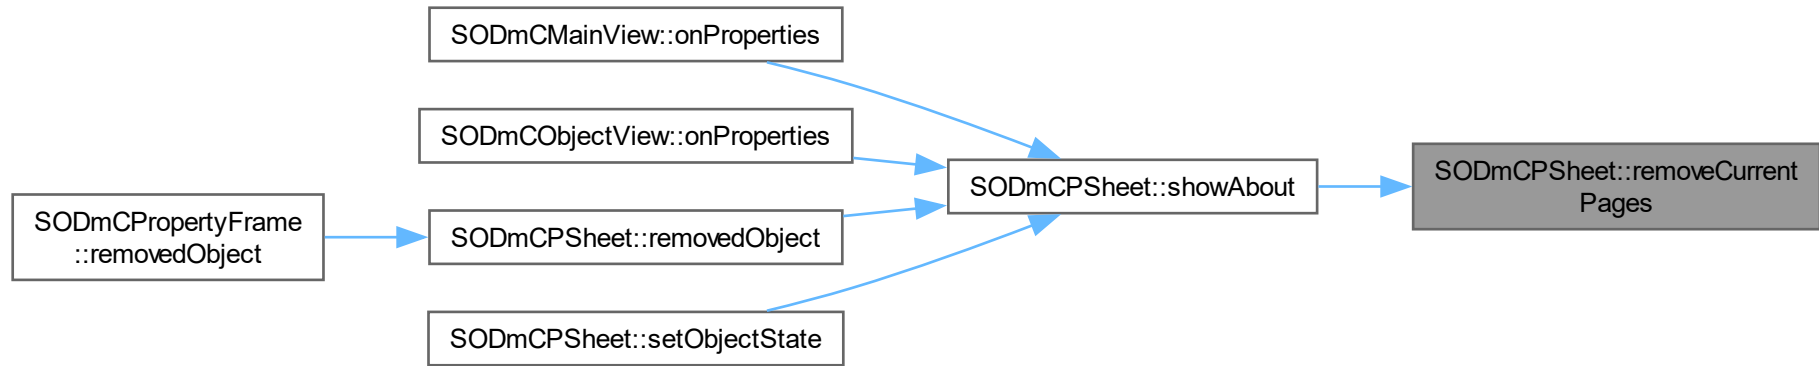 SODmCMainView::onProperties
SODmCObjectView::onProperties
SODmCPropertyFrame
::removedObject
SODmCPSheet::removedObject
SODmCPSheet::setObjectState
SODmCPSheet::showAbout
SODmCPSheet::removeCurrent
Pages